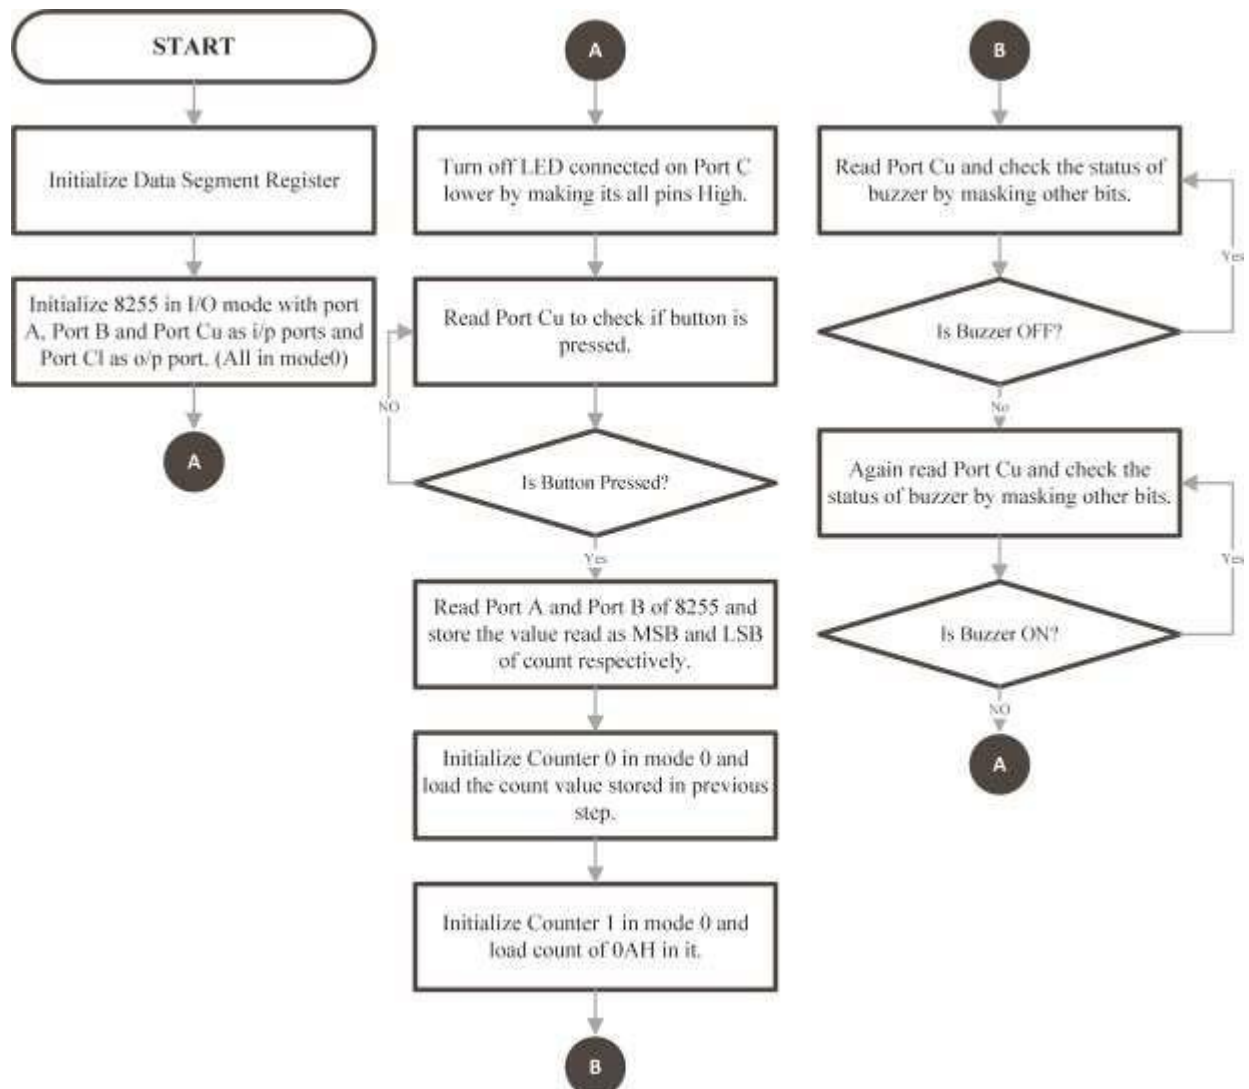 START
Initialize Data Segment Register
Initialize 8255 in I/O mode with port
A, Port B and Port Cu as i/p ports and
Port Cl as o/p port. (All in mode0)
A
A
Turn off LED connected on Port C
lower by making its all pins High.
Read Port Cu to check if button is
pressed.
NO
Is Button Pressed?
Yes
Read Port A and Port B of 8255 and
store the value read as MSB and LSB
of count respectively.
Initialize Counter 0 in mode 0 and
load the count value stored in previous
step.
Initialize Counter 1 in mode 0 and
load count of 0AH in it.
B
B
Read Port Cu and check the status of
buzzer by masking other bits.
Yes
Is Buzzer OFF?
No
Again read Port Cu and check the
status of buzzer by masking other bits.
Yes
Is Buzzer ON?
NO
A